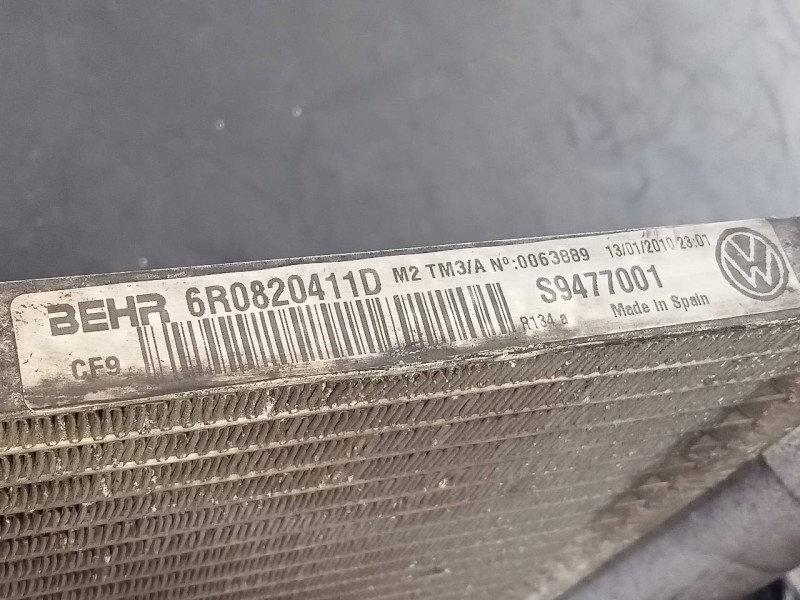 BEHR 6R0820411D M2 TM3/A Nº:0063889 13/01/2010 23:01
CF9 R134 a S9477001 Made in Spain